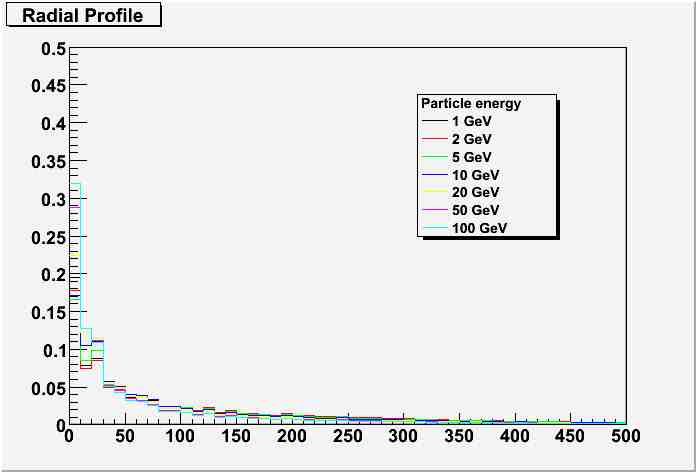 Radial Profile
0.5
0.45
0.4
0.35
0.3
0.25
0.2
0.15
0.1
0.05
0
Particle energy
1 GeV
2 GeV
5 GeV
10 GeV
20 GeV
50 GeV
100 GeV
0 50 100 150 200 250 300 350 400 450 500